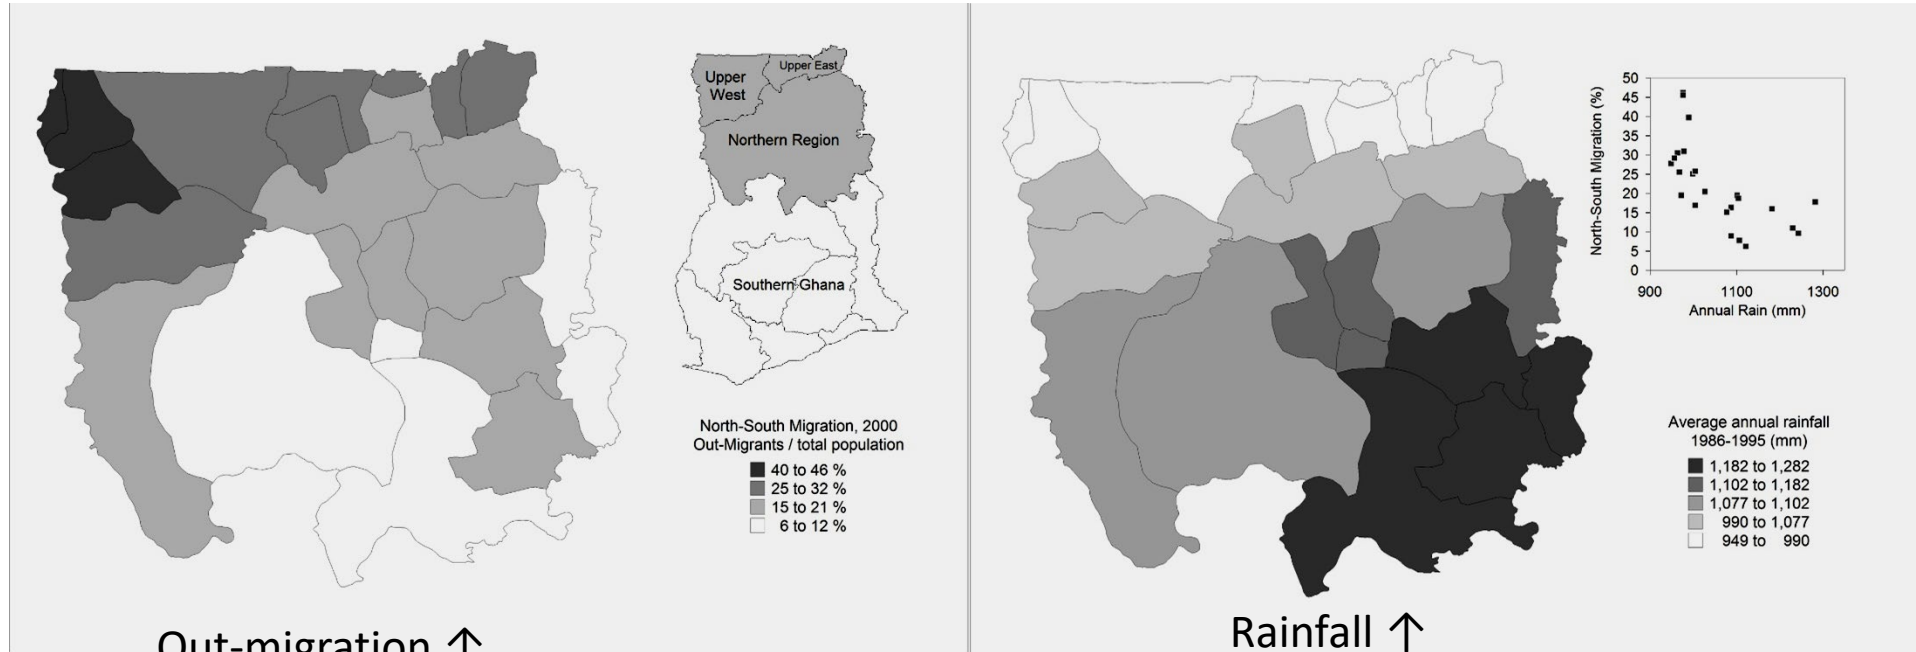 Upper
West
Upper East
Northern Region
Southern Ghana
North-South Migration, 2000
Out-Migrants / total population
40 to 46 %
25 to 32 %
15 to 21 %
6 to 12 %
Out-migration ↑
North-South Migration (%)
50
45
40
35
30
25
20
15
10
5
0
900 1100 1300
Annual Rain (mm)
Average annual rainfall
1986-1995 (mm)
1,182 to 1,282
1,102 to 1,182
1,077 to 1,102
990 to 1,077
949 to 990
Rainfall ↑